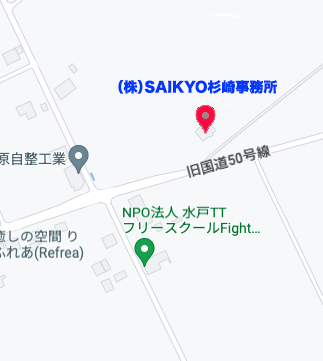 (株)SAIKYO杉崎事務所
旧国道50号線
原自整工業
NPO法人 水戸TT
フリースクールFight…
癒しの空間 り
ふれあ(Refrea)